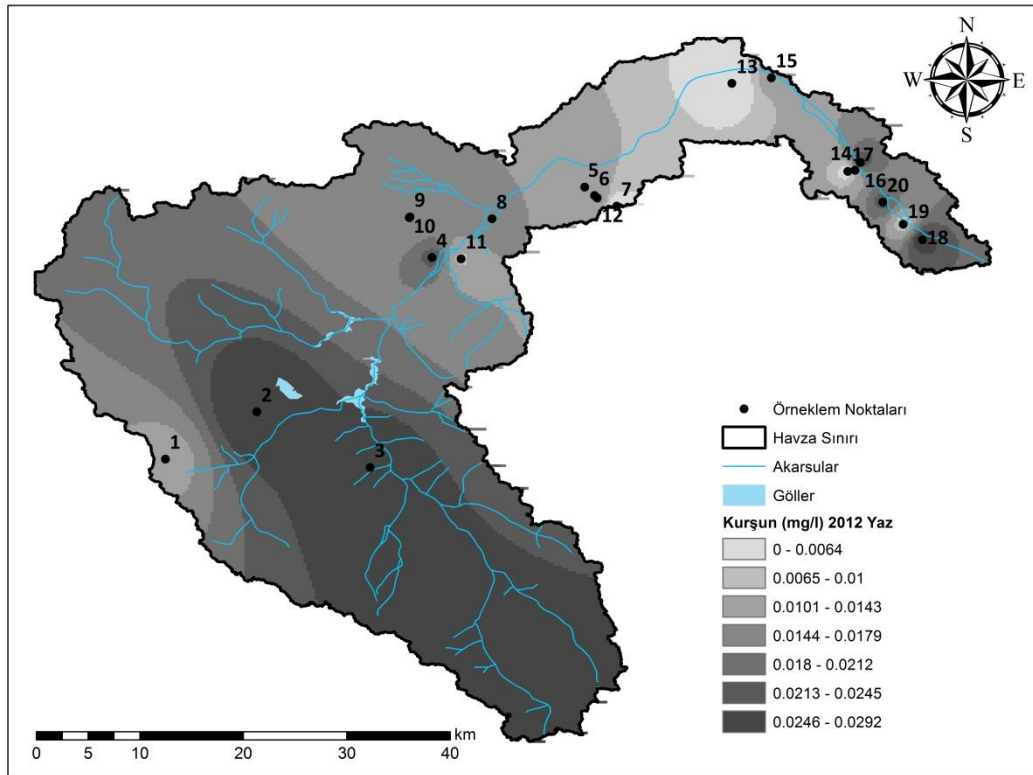 N
W E
S
13 15
14 17
16 20
19
18
5
6
7
12
8
9
10
4 11
2
1
3
Örneklem Noktaları
Havza Sınırı
Akarsular
Göller
Kurşun (mg/l) 2012 Yaz
0 - 0.0064
0.0065 - 0.01
0.0101 - 0.0143
0.0144 - 0.0179
0.018 - 0.0212
0.0213 - 0.0245
0.0246 - 0.0292
km
0 5 10 20 30 40